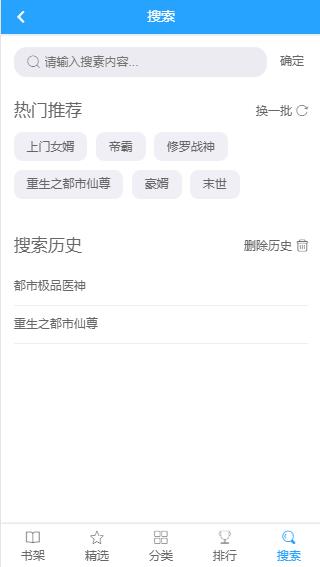 搜索
请输入搜素内容... 确定
热门推荐 换一批
上门女婿 帝霸 修罗战神
重生之都市仙尊 豪婿 末世
搜索历史 删除历史
都市极品医神
重生之都市仙尊
书架 精选 分类 排行 搜索